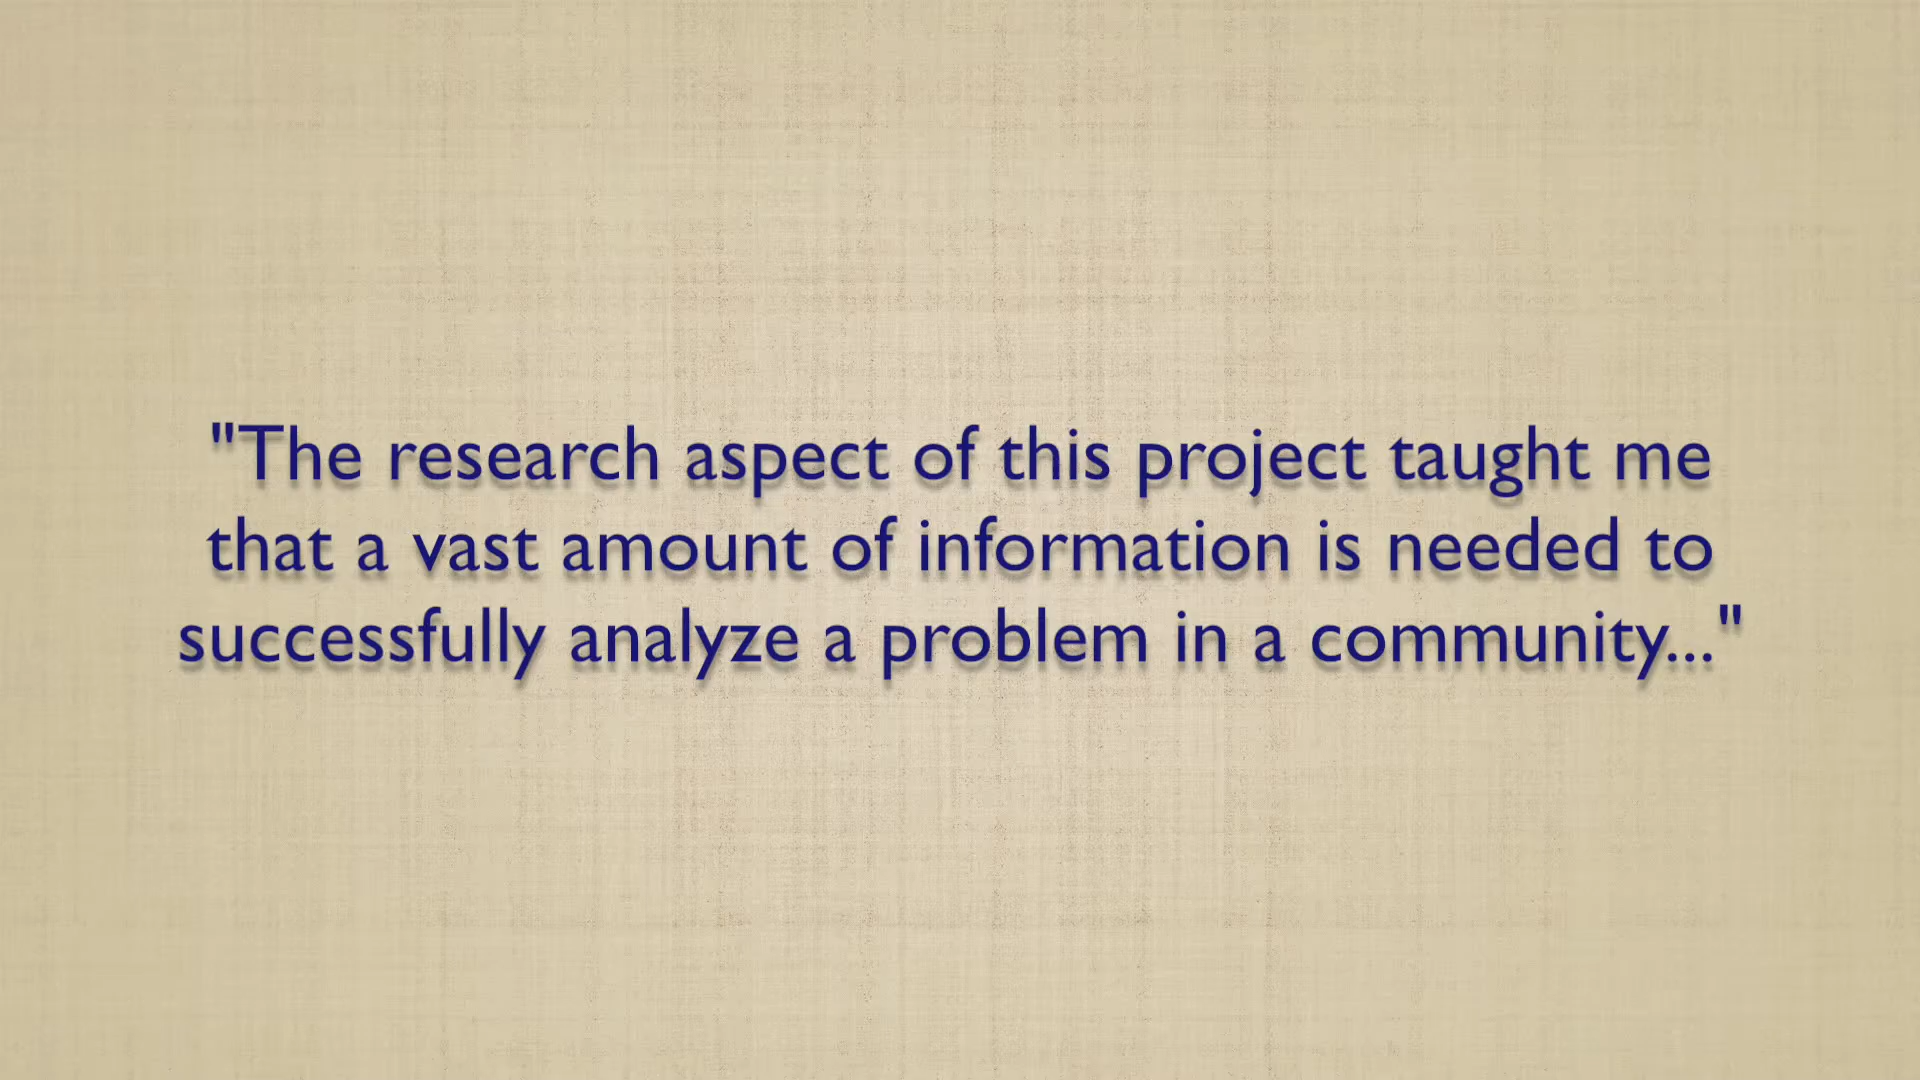 "The research aspect of this project taught me
that a vast amount of information is needed to
successfully analyze a problem in a community..."